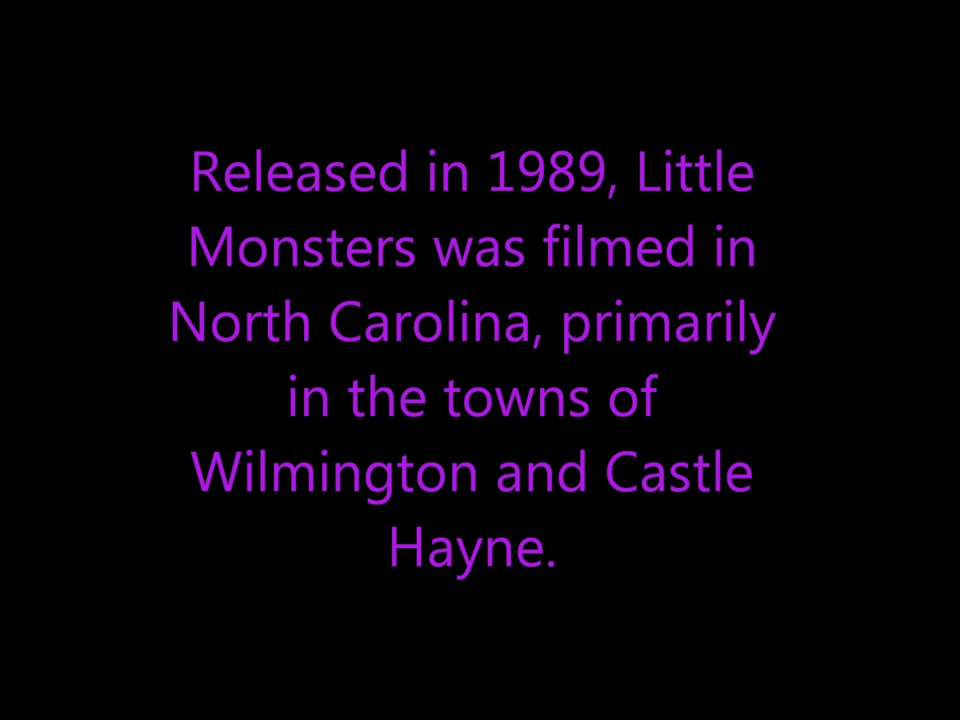 Released in 1989, Little
Monsters was filmed in
North Carolina, primarily
in the towns of
Wilmington and Castle
Hayne.